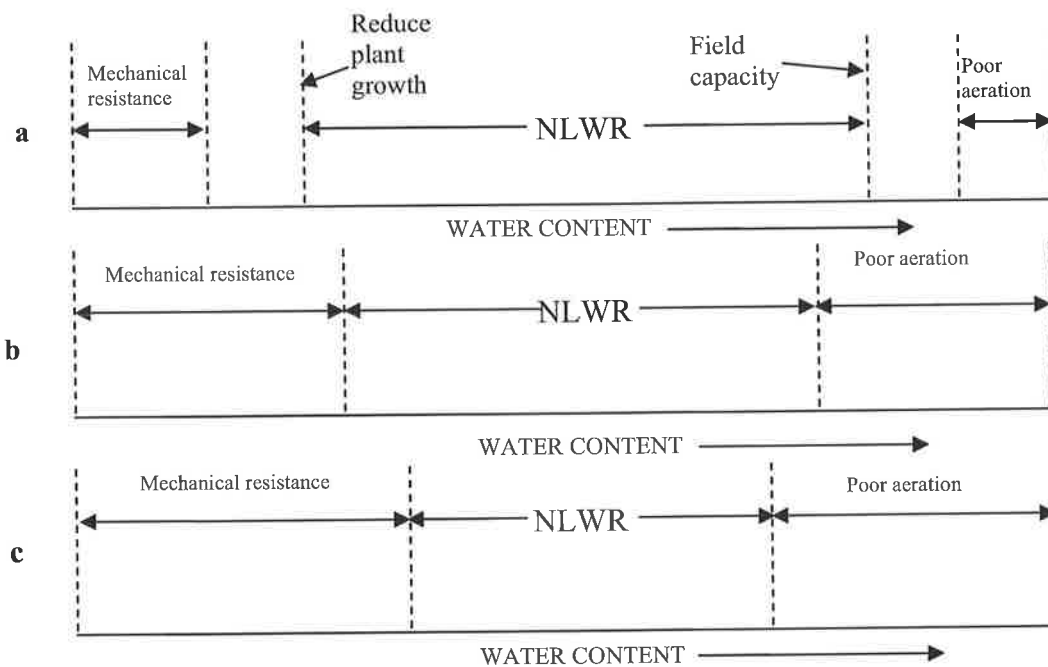 Reduce
plant
growth
Field
capacity
Mechanical
resistance
Poor
aeration
a
NLWR
WATER CONTENT
Mechanical resistance
Poor aeration
NLWR
b
WATER CONTENT
Mechanical resistance
Poor aeration
NLWR
c
WATER CONTENT